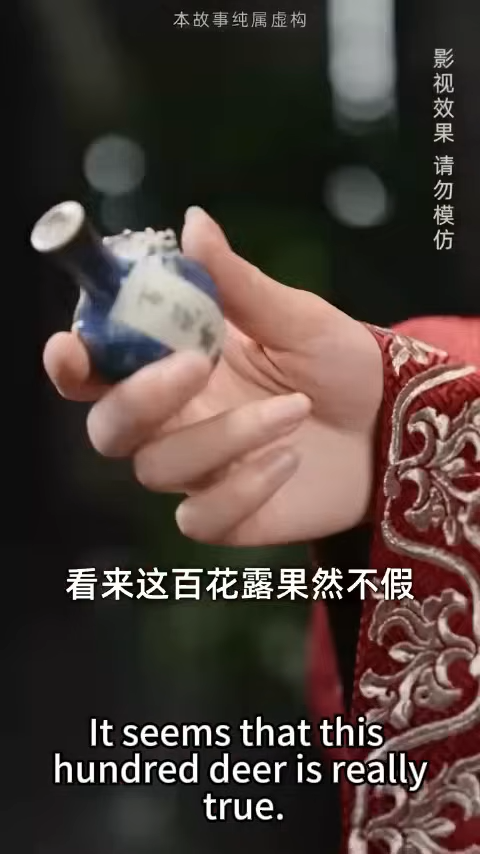 本故事纯属虚构
影视效果 请勿模仿
看来这百花露果然不假
It seems that this
hundred deer is really
true.